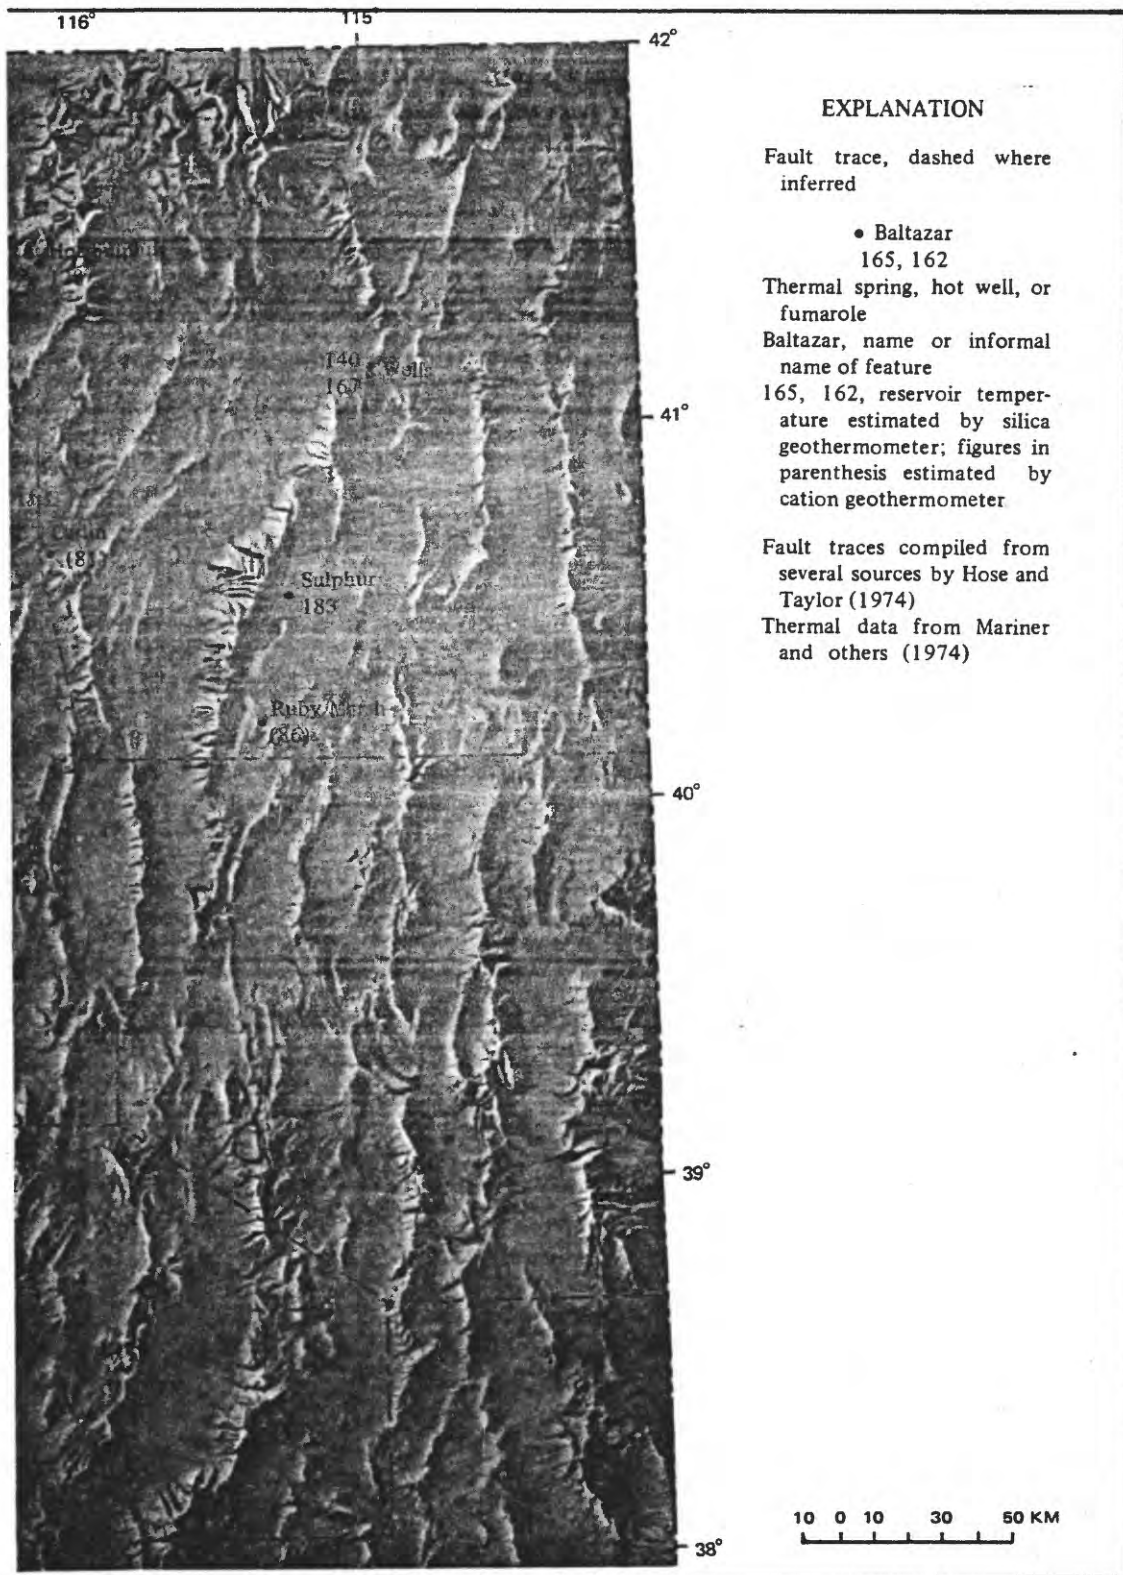 116°
115°
42°
EXPLANATION
Fault trace, dashed where
inferred
• Baltazar
165, 162
Thermal spring, hot well, or
fumarole
Baltazar, name or informal
name of feature
165, 162, reservoir temper-
ature estimated by silica
geothermometer; figures in
parenthesis estimated by
cation geothermometer
Fault traces compiled from
several sources by Hose and
Taylor (1974)
Thermal data from Mariner
and others (1974)
140
Wells
167
41°
Sulphur
183
Ruby Marsh
(86)
40°
39°
38°
10 0 10 30 50 KM